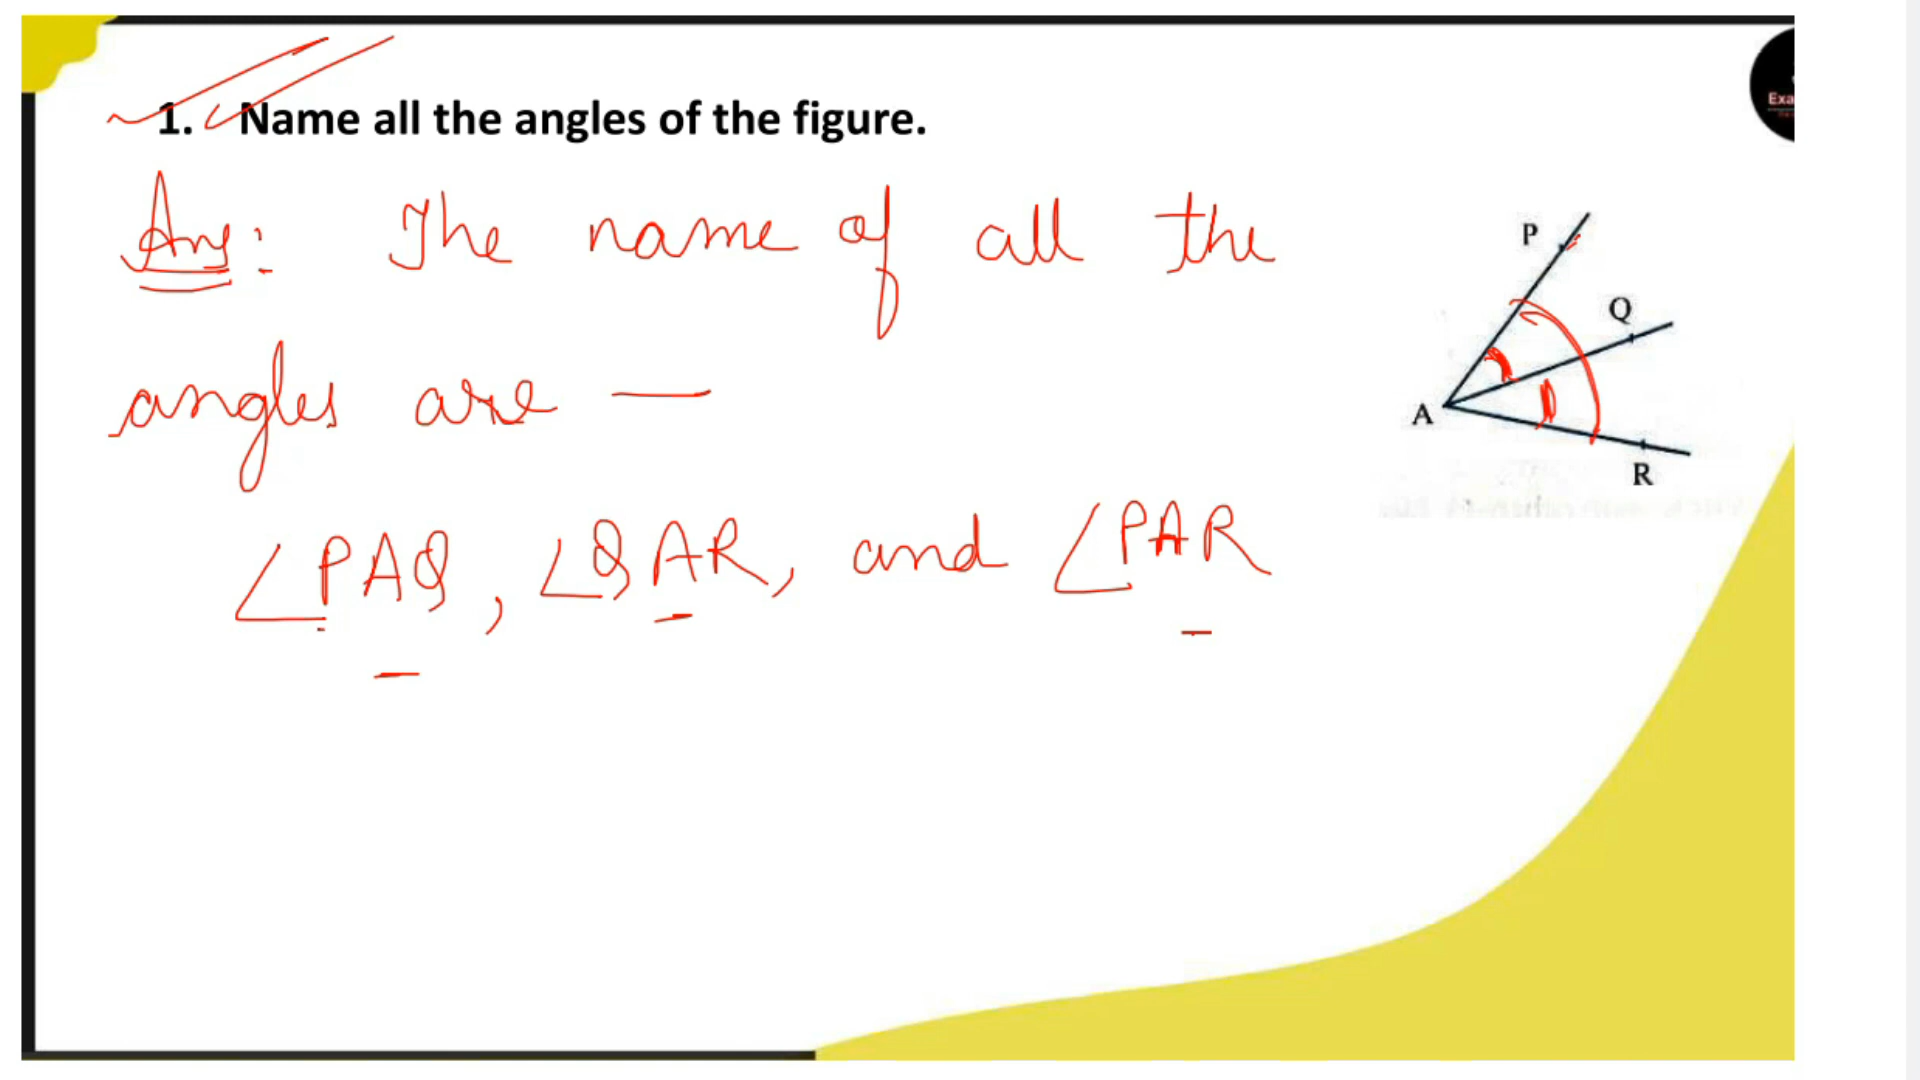 1. Name all the angles of the figure.
Ans: The name of all the
angles are —
∠PAQ, ∠QAR, and ∠PAR
P
Q
A
R